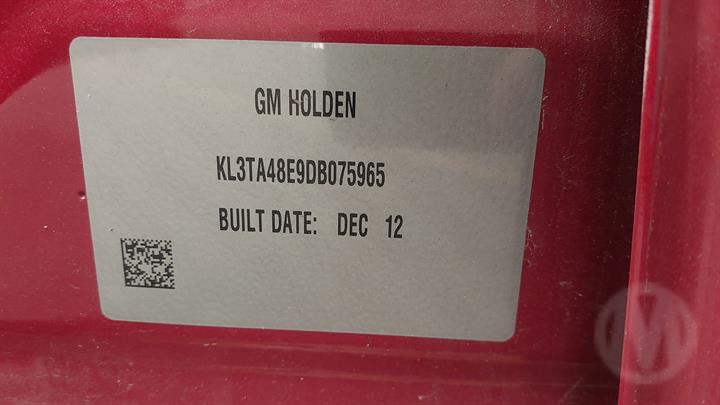 GM HOLDEN
KL3TA48E9DB075965
BUILT DATE: DEC 12
M